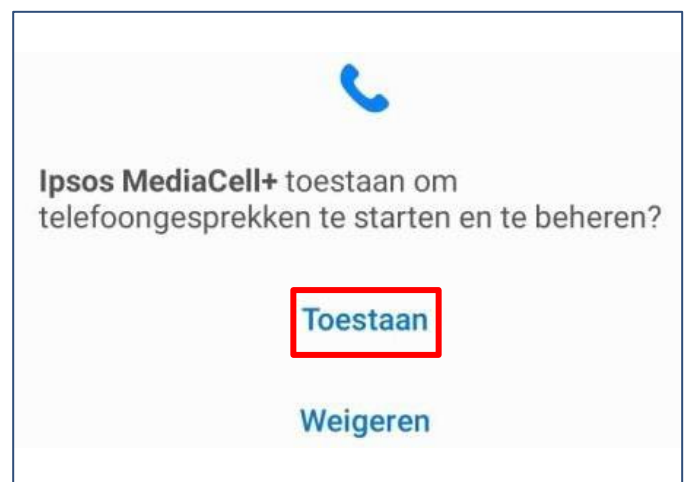 Ipsos MediaCell+ toestaan om
telefoongesprekken te starten en te beheren?
Toestaan
Weigeren